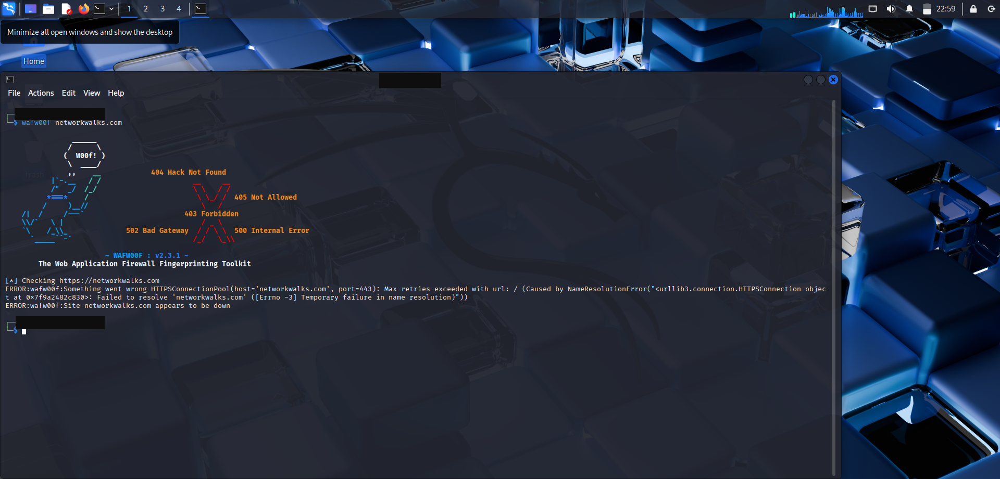 1 2 3 4
22:59
Minimize all open windows and show the desktop
Home
File Actions Edit View Help
$ wafw00f networkwalks.com
( W00f! )
Trash
404 Hack Not Found
405 Not Allowed
403 Forbidden
502 Bad Gateway 500 Internal Error
~ WAFW00F : v2.3.1 ~
The Web Application Firewall Fingerprinting Toolkit
[*] Checking https://networkwalks.com
ERROR:wafw00f:Something went wrong HTTPSConnectionPool(host='networkwalks.com', port=443): Max retries exceeded with url: / (Caused by NameResolutionError("<urllib3.connection.HTTPSConnection objec
t at 0×7f9a2482c830>: Failed to resolve 'networkwalks.com' ([Errno -3] Temporary failure in name resolution)"))
ERROR:wafw00f:Site networkwalks.com appears to be down
$